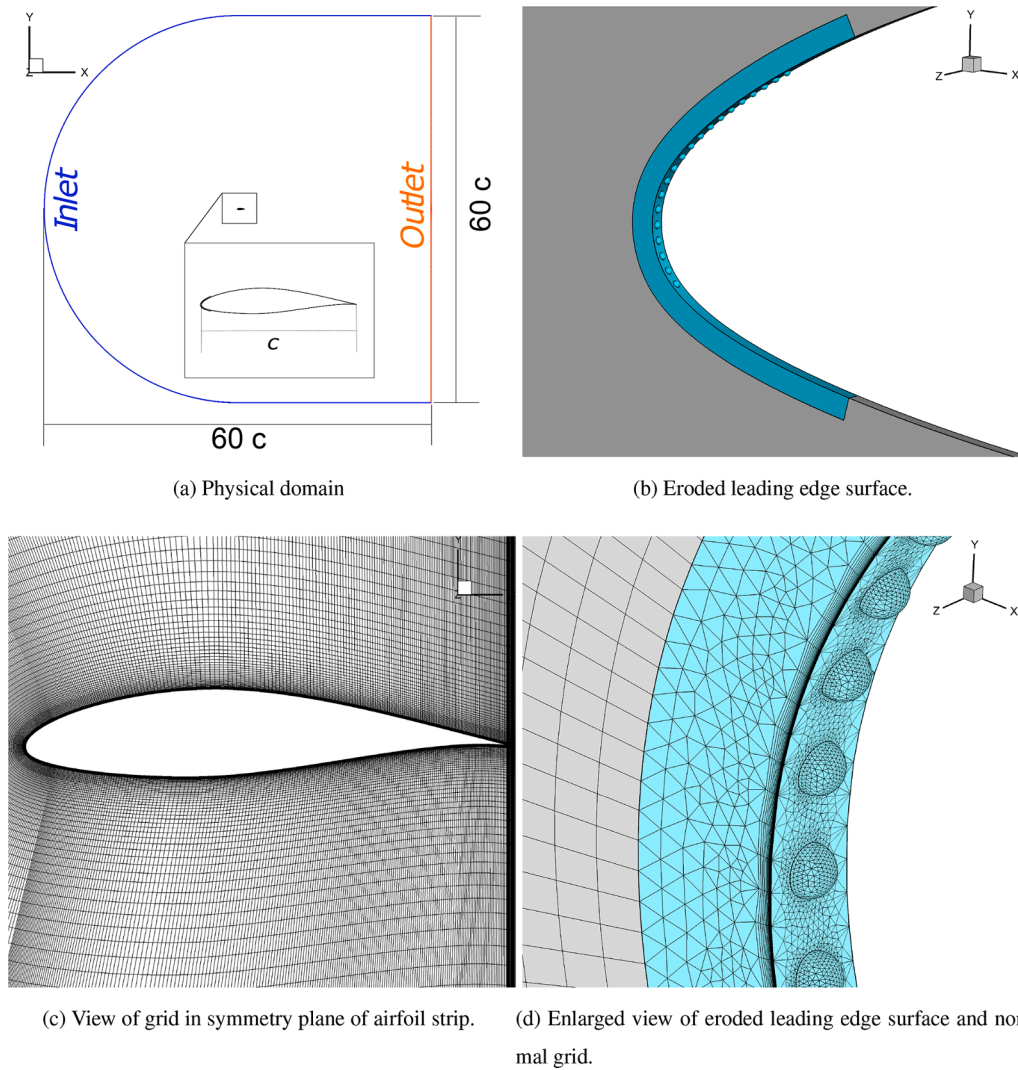 Y
Z X
Inlet
Outlet
60 c
c
60 c
(a) Physical domain
Y
Z X
(b) Eroded leading edge surface.
(c) View of grid in symmetry plane of airfoil strip.
Y
Z X
(d) Enlarged view of eroded leading edge surface and nor
mal grid.